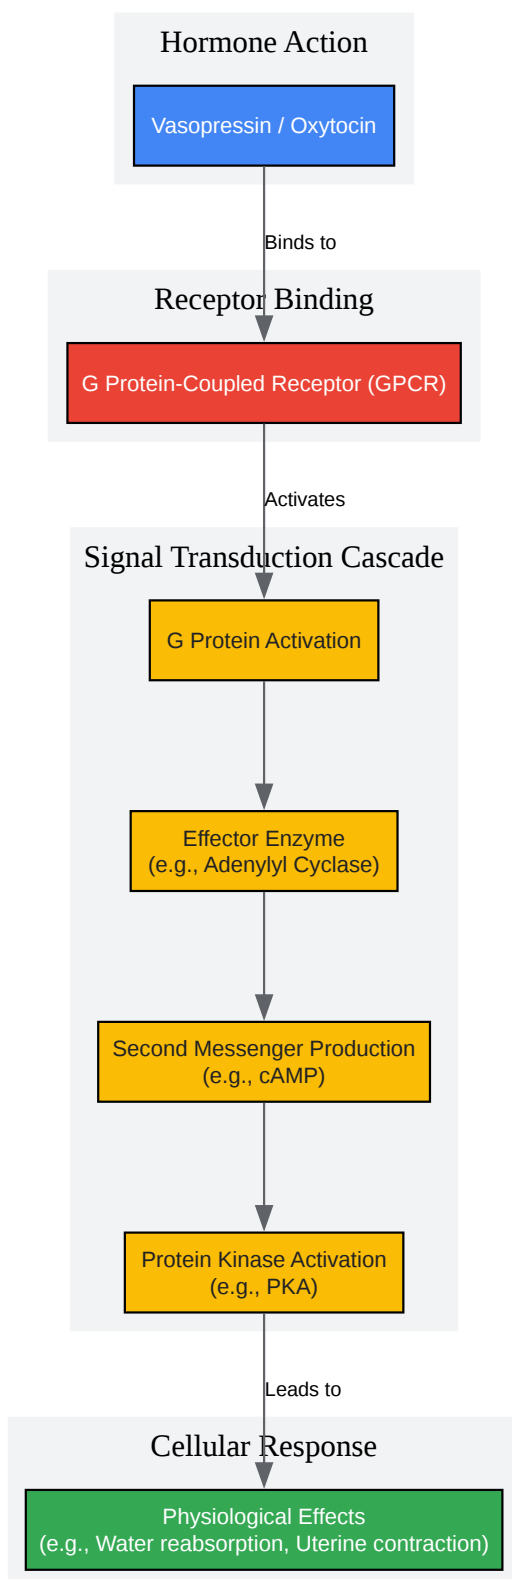 Hormone Action
Vasopressin / Oxytocin
Binds to
Receptor Binding
G Protein-Coupled Receptor (GPCR)
Activates
Signal Transduction Cascade
G Protein Activation
Effector Enzyme
(e.g., Adenylyl Cyclase)
Second Messenger Production
(e.g., cAMP)
Protein Kinase Activation
(e.g., PKA)
Leads to
Cellular Response
Physiological Effects
(e.g., Water reabsorption, Uterine contraction)